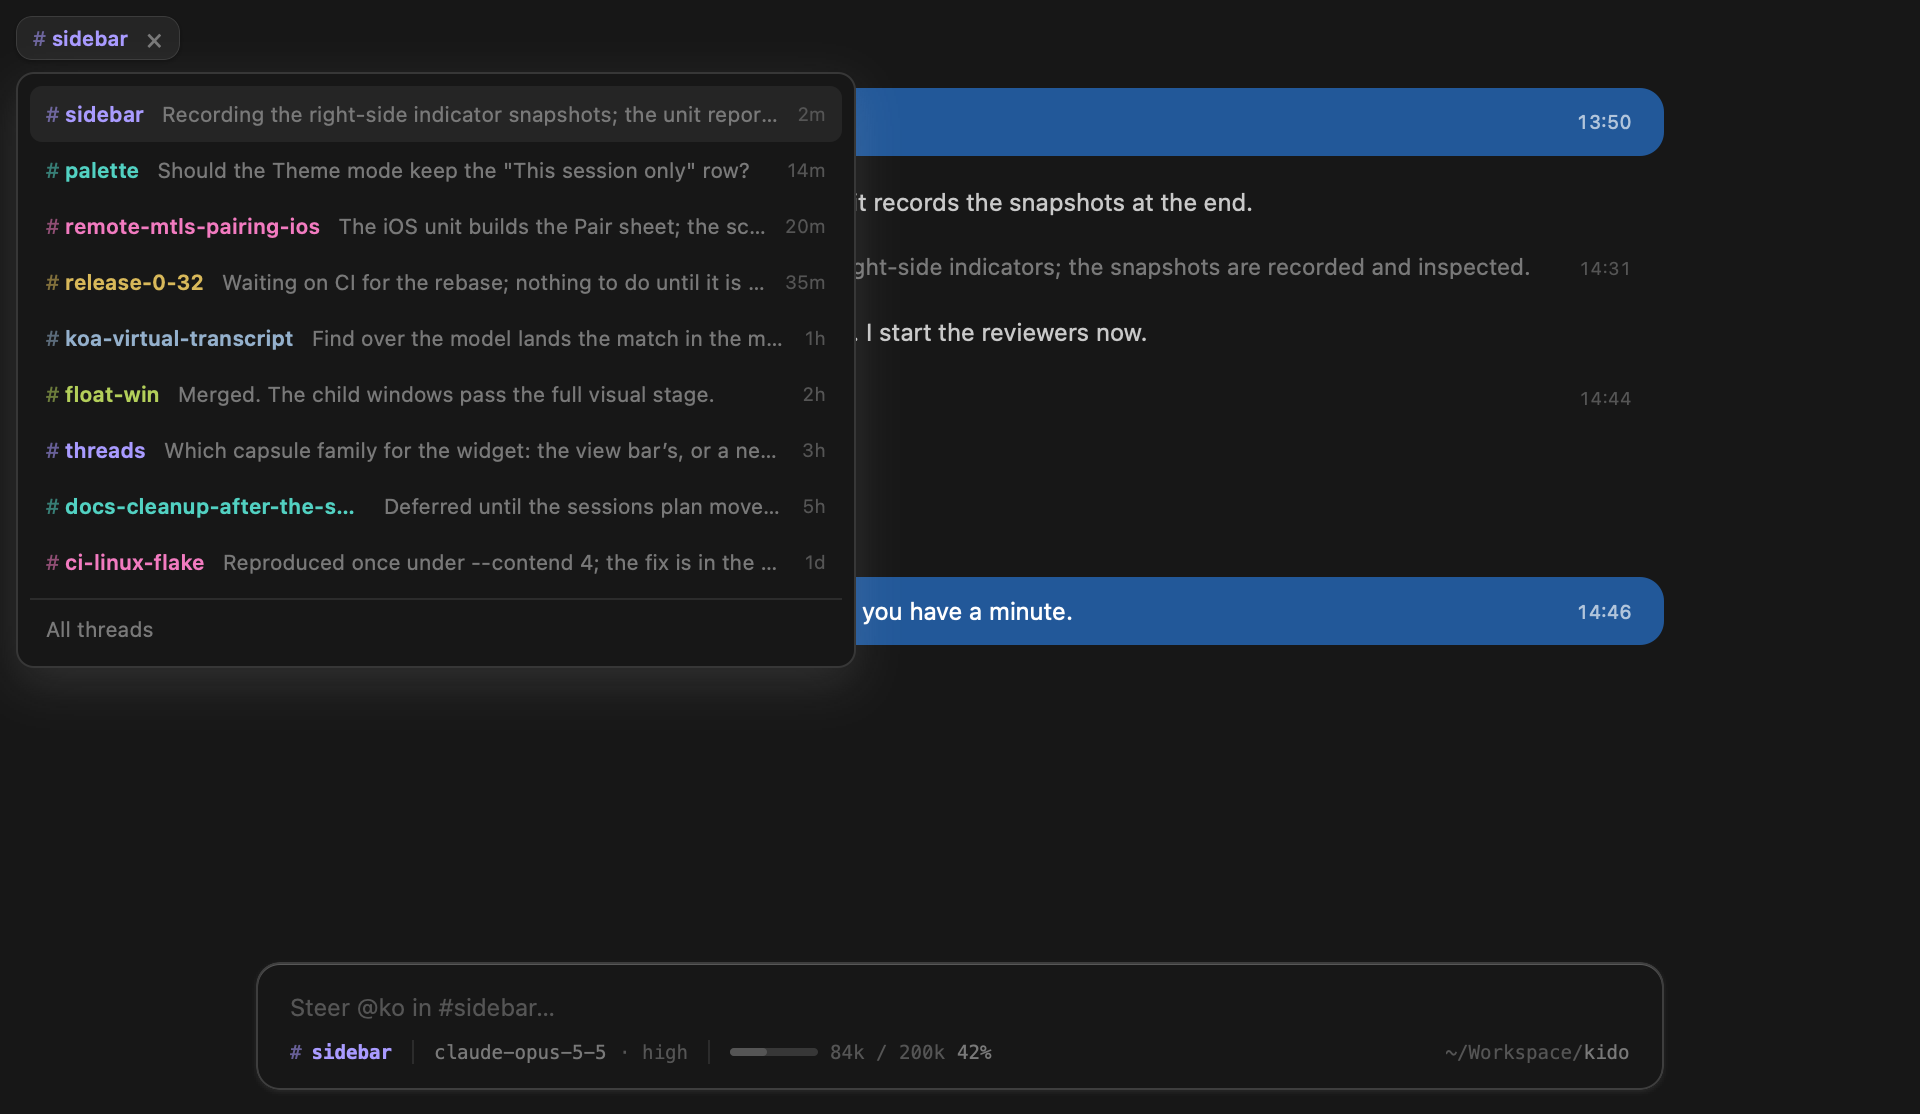 # sidebar ×
# sidebar Recording the right-side indicator snapshots; the unit repor... 2m
# palette Should the Theme mode keep the "This session only" row? 14m
# remote-mtls-pairing-ios The iOS unit builds the Pair sheet; the sc... 20m
# release-0-32 Waiting on CI for the rebase; nothing to do until it is ... 35m
# koa-virtual-transcript Find over the model lands the match in the m... 1h
# float-win Merged. The child windows pass the full visual stage. 2h
# threads Which capsule family for the widget: the view bar’s, or a ne... 3h
# docs-cleanup-after-the-s... Deferred until the sessions plan move... 5h
# ci-linux-flake Reproduced once under --contend 4; the fix is in the ... 1d
All threads
13:50
it records the snapshots at the end.
ght-side indicators; the snapshots are recorded and inspected. 14:31
. I start the reviewers now.
14:44
you have a minute. 14:46
Steer @ko in #sidebar...
# sidebar | claude-opus-5-5 · high | 84k / 200k 42% ~/Workspace/kido